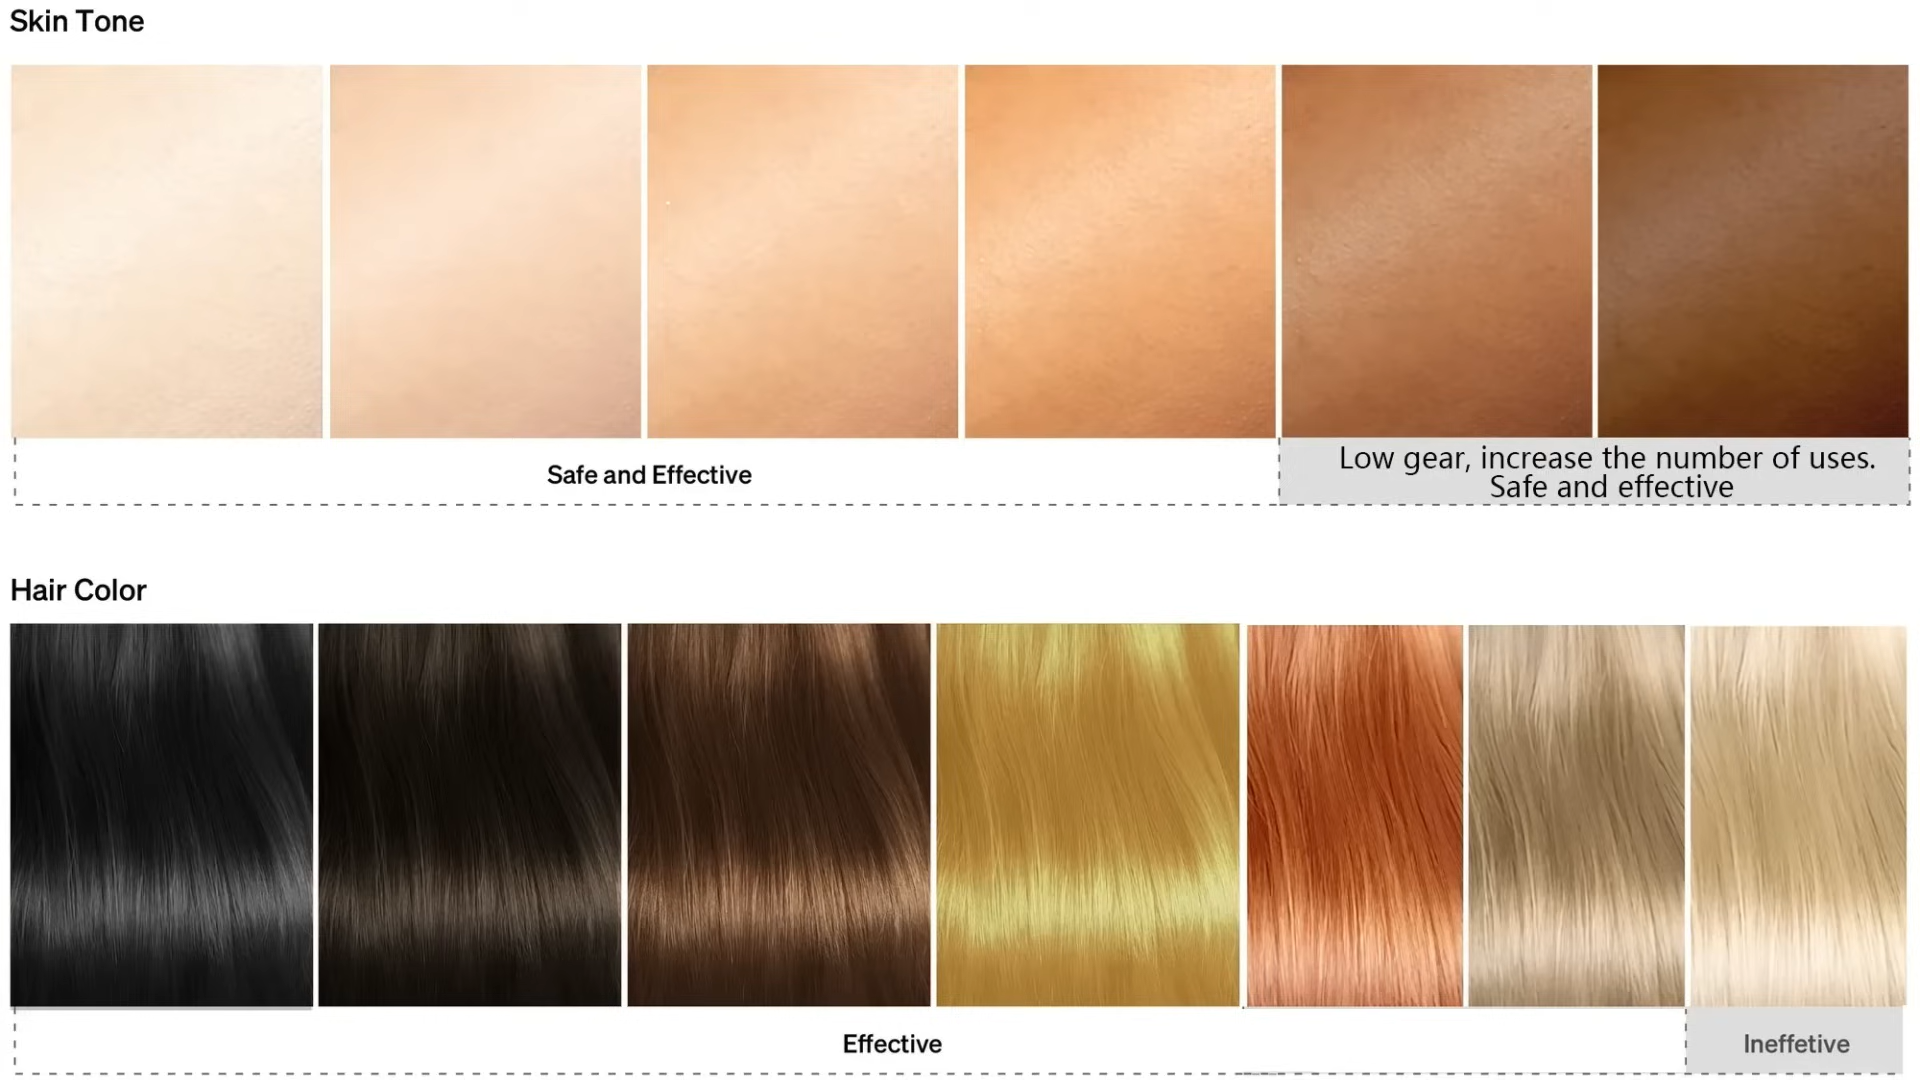 Skin Tone
Safe and Effective
Low gear, increase the number of uses.
Safe and effective
Hair Color
Effective
Ineffetive